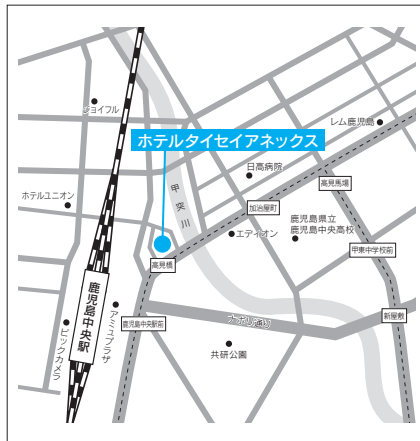 ジョイフル
レム鹿児島
ホテルタイセイアネックス
日高病院
高見馬場
ホテルユニオン
甲突川
加治屋町
鹿児島県立
鹿児島中央高校
エディオン
甲東中学校前
高見橋
鹿児島中央駅
アミュプラザ
ビックカメラ
鹿児島中央駅前
ナポリ通り
新屋敷
共研公園